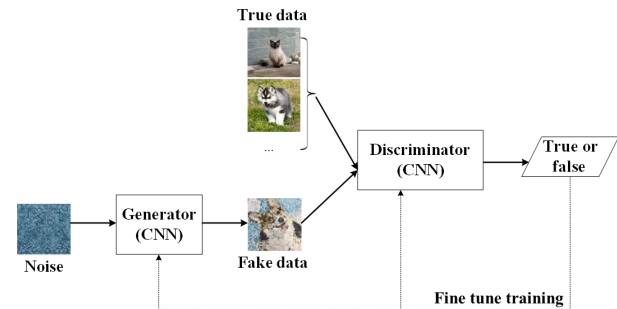 True data
...
Discriminator
(CNN)
True or
false
Generator
(CNN)
Noise
Fake data
Fine tune training